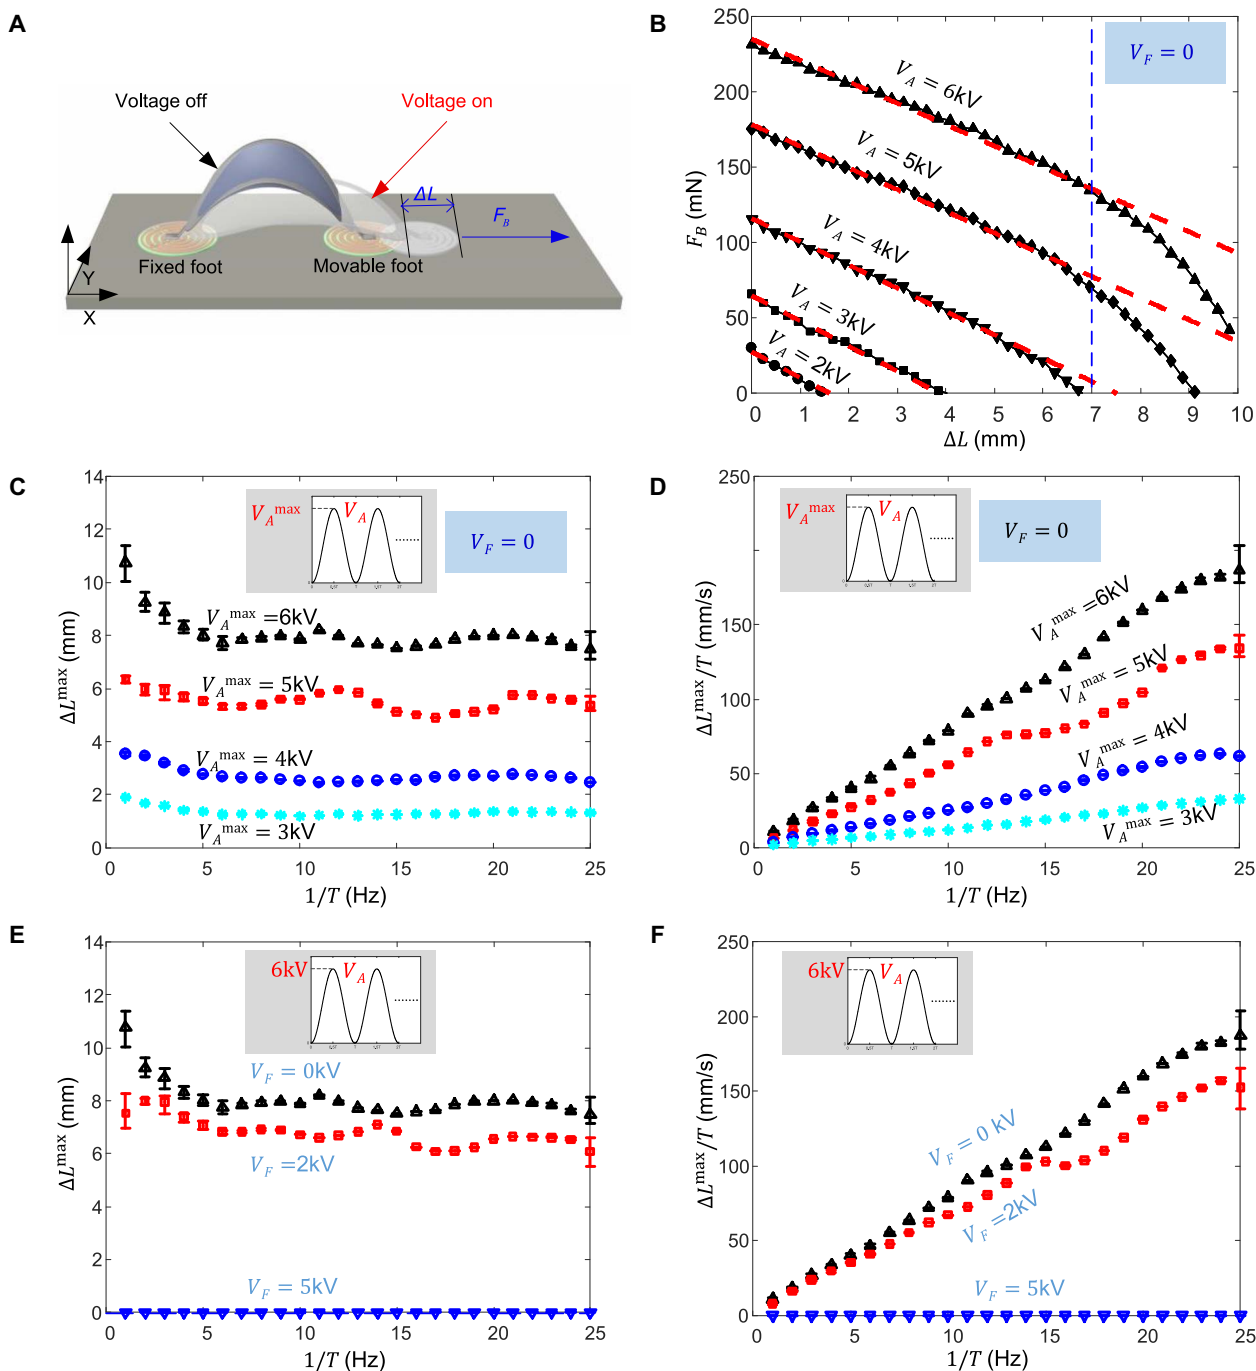 A
Voltage off
Voltage on
ΔL
F_B
Fixed foot
Movable foot
Y
X
B
V_F = 0
V_A = 6kV
V_A = 5kV
V_A = 4kV
V_A = 3kV
V_A = 2kV
250
200
150
100
50
0
F_B (mN)
0 1 2 3 4 5 6 7 8 9 10
ΔL (mm)
C
V_A^max
V_A
V_F = 0
V_A^max =6kV
V_A^max = 5kV
V_A^max = 4kV
V_A^max = 3kV
14
12
10
8
6
4
2
0
ΔL^max (mm)
0 5 10 15 20 25
1/T (Hz)
D
V_A^max
V_A
V_F = 0
V_A^max =6kV
V_A^max = 5kV
V_A^max = 4kV
V_A^max = 3kV
250
200
150
100
50
0
ΔL^max/T (mm/s)
0 5 10 15 20 25
1/T (Hz)
E
6kV
V_A
V_F = 0kV
V_F =2kV
V_F = 5kV
14
12
10
8
6
4
2
0
ΔL^max (mm)
0 5 10 15 20 25
1/T (Hz)
F
6kV
V_A
V_F = 0 kV
V_F =2kV
V_F = 5kV
250
200
150
100
50
0
ΔL^max/T (mm/s)
0 5 10 15 20 25
1/T (Hz)